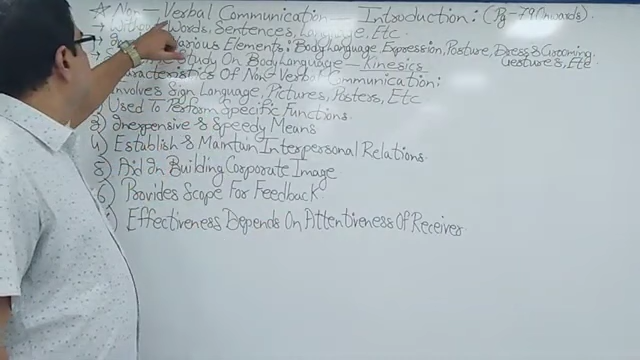 ☆ Non-Verbal Communication Introduction: (Pg-79 Onwards).
→ Words, Sentences, Language, Etc
Various Elements: Body Language Expression, Posture, Dress & Grooming,
Gestures, Etc
Study On Body Language - Kinesics
Characteristics Of Non-Verbal Communication:
Involves Sign Language, Pictures, Posters, Etc
Used To Perform Specific Functions.
3) Inexpensive & Speedy Means
4) Establish & Maintain Interpersonal Relations.
5) Aid In Building Corporate Image
6) Provides Scope For Feedback
) Effectiveness Depends On Attentiveness Of Receiver